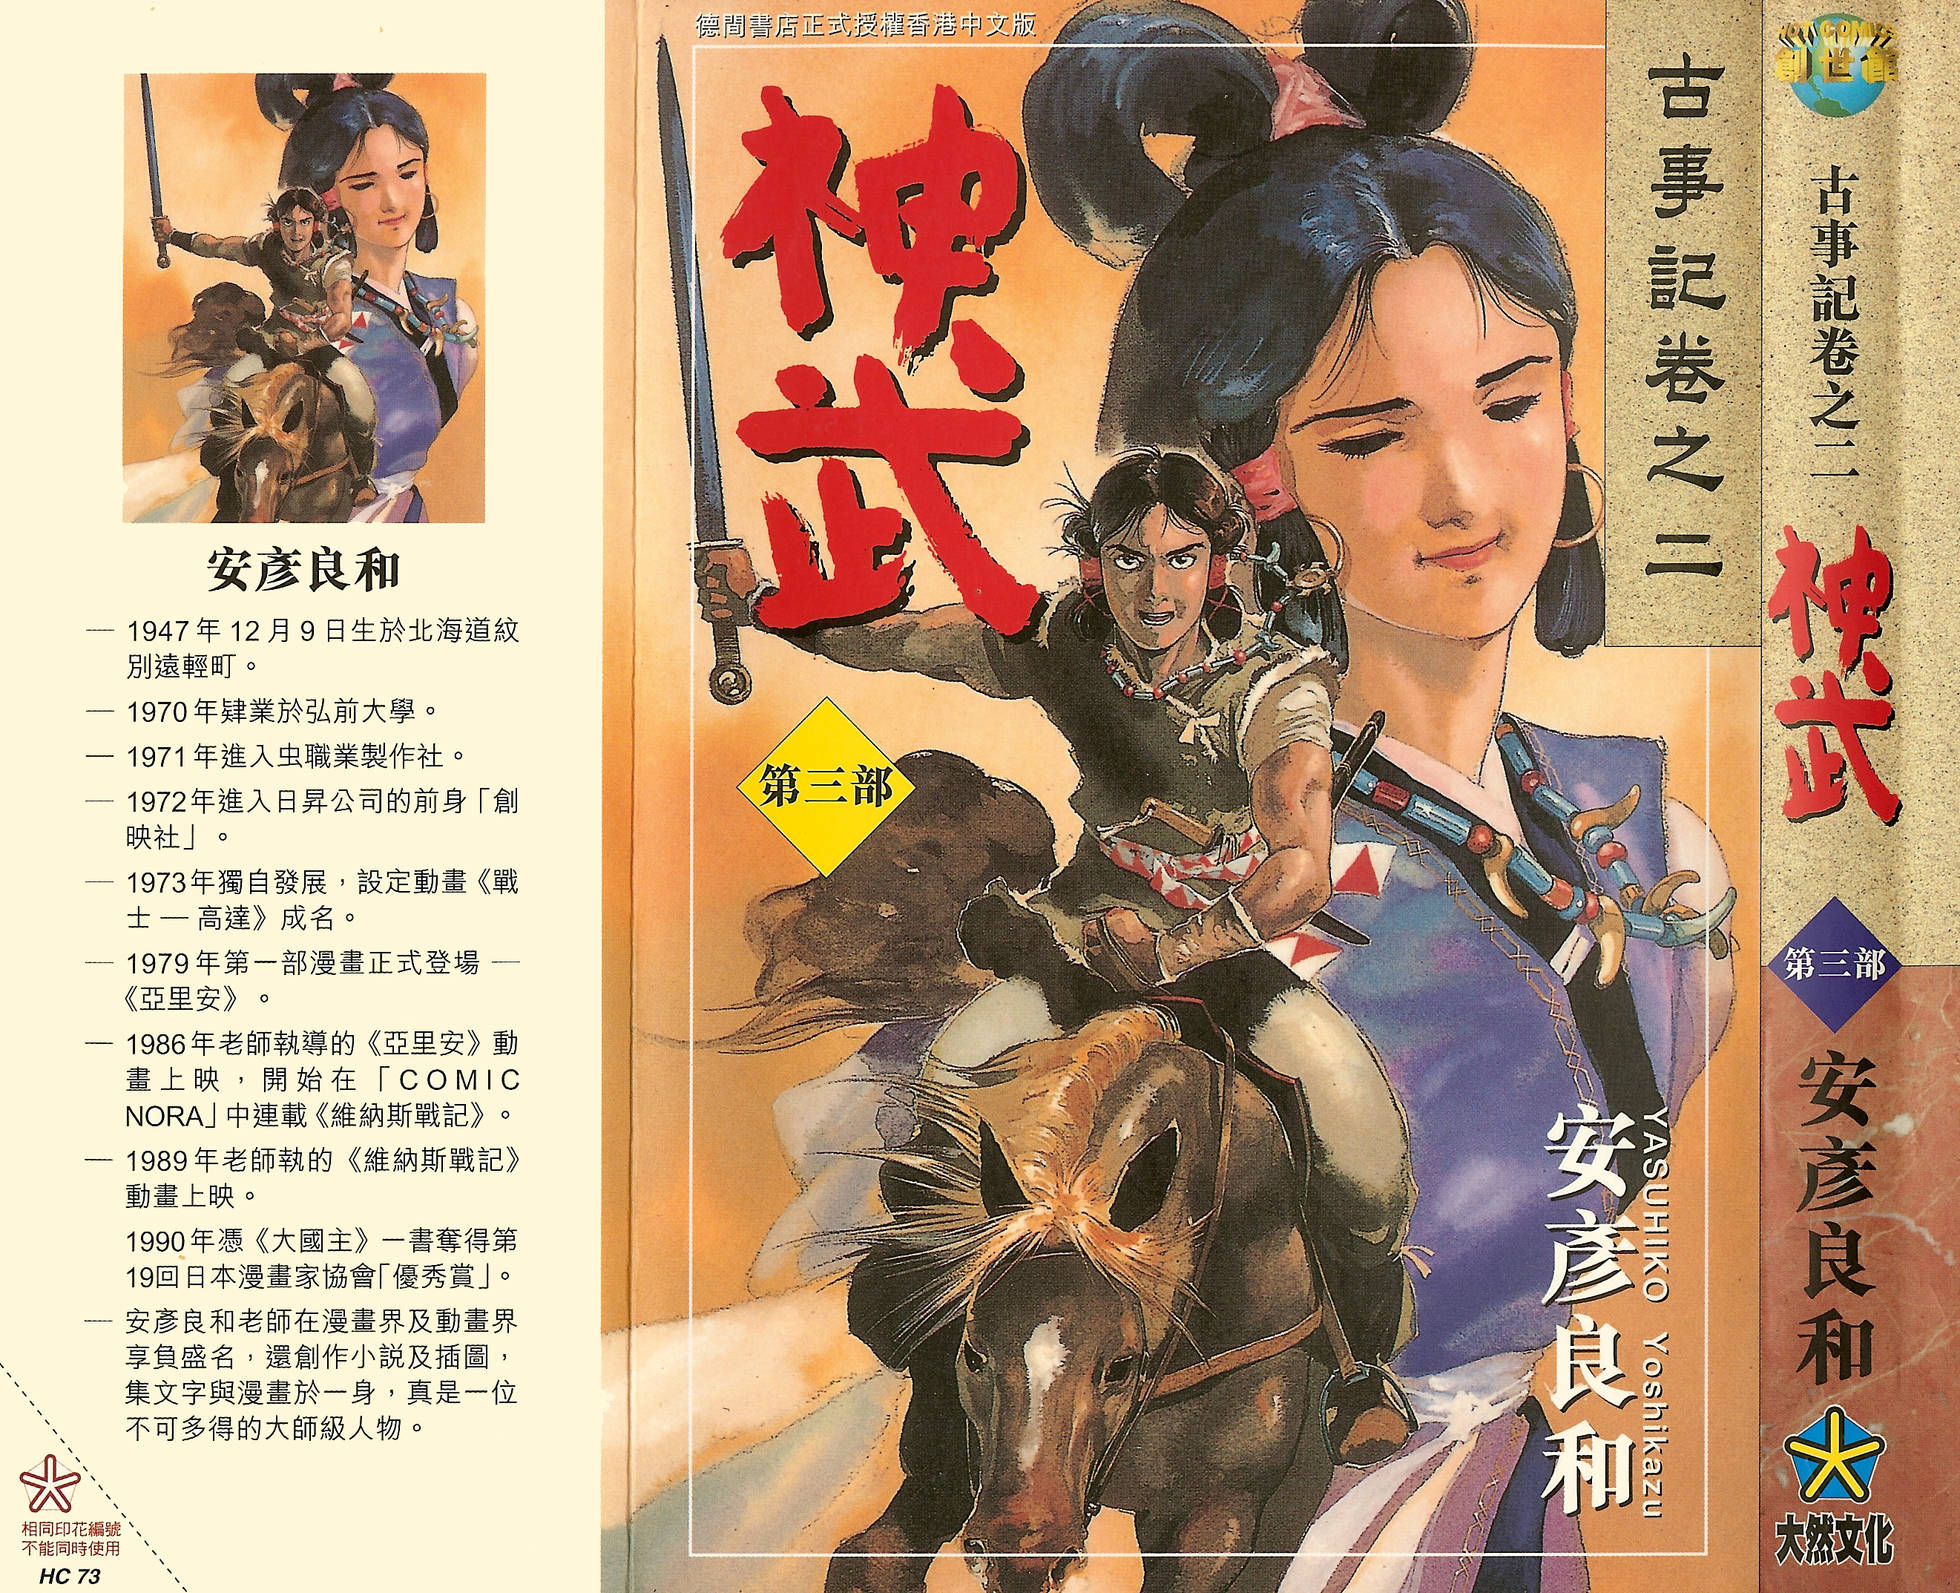 安彥良和
— 1947年12月9日生於北海道紋
別遠輕町。
— 1970年肄業於弘前大學。
— 1971年進入虫職業製作社。
— 1972年進入日昇公司的前身「創
映社」。
— 1973年獨自發展，設定動畫《戰
士 — 高達》成名。
— 1979年第一部漫畫正式登場 —
《亞里安》。
— 1986年老師執導的《亞里安》動
畫上映，開始在「COMIC
NORA」中連載《維納斯戰記》。
— 1989年老師執的《維納斯戰記》
動畫上映。
1990年憑《大國主》一書奪得第
19回日本漫畫家協會「優秀賞」。
— 安彥良和老師在漫畫界及動畫界
享負盛名，還創作小説及插圖，
集文字與漫畫於一身，真是一位
不可多得的大師級人物。
相同印花編號
不能同時使用
HC 73
德間書店正式授權香港中文版
神武
第三部
古事記卷之二
安彥良和
YASUHIKO Yoshikazu
HOT COMICS
創世館
古事記卷之二
神武
第三部
安彥良和
大然文化